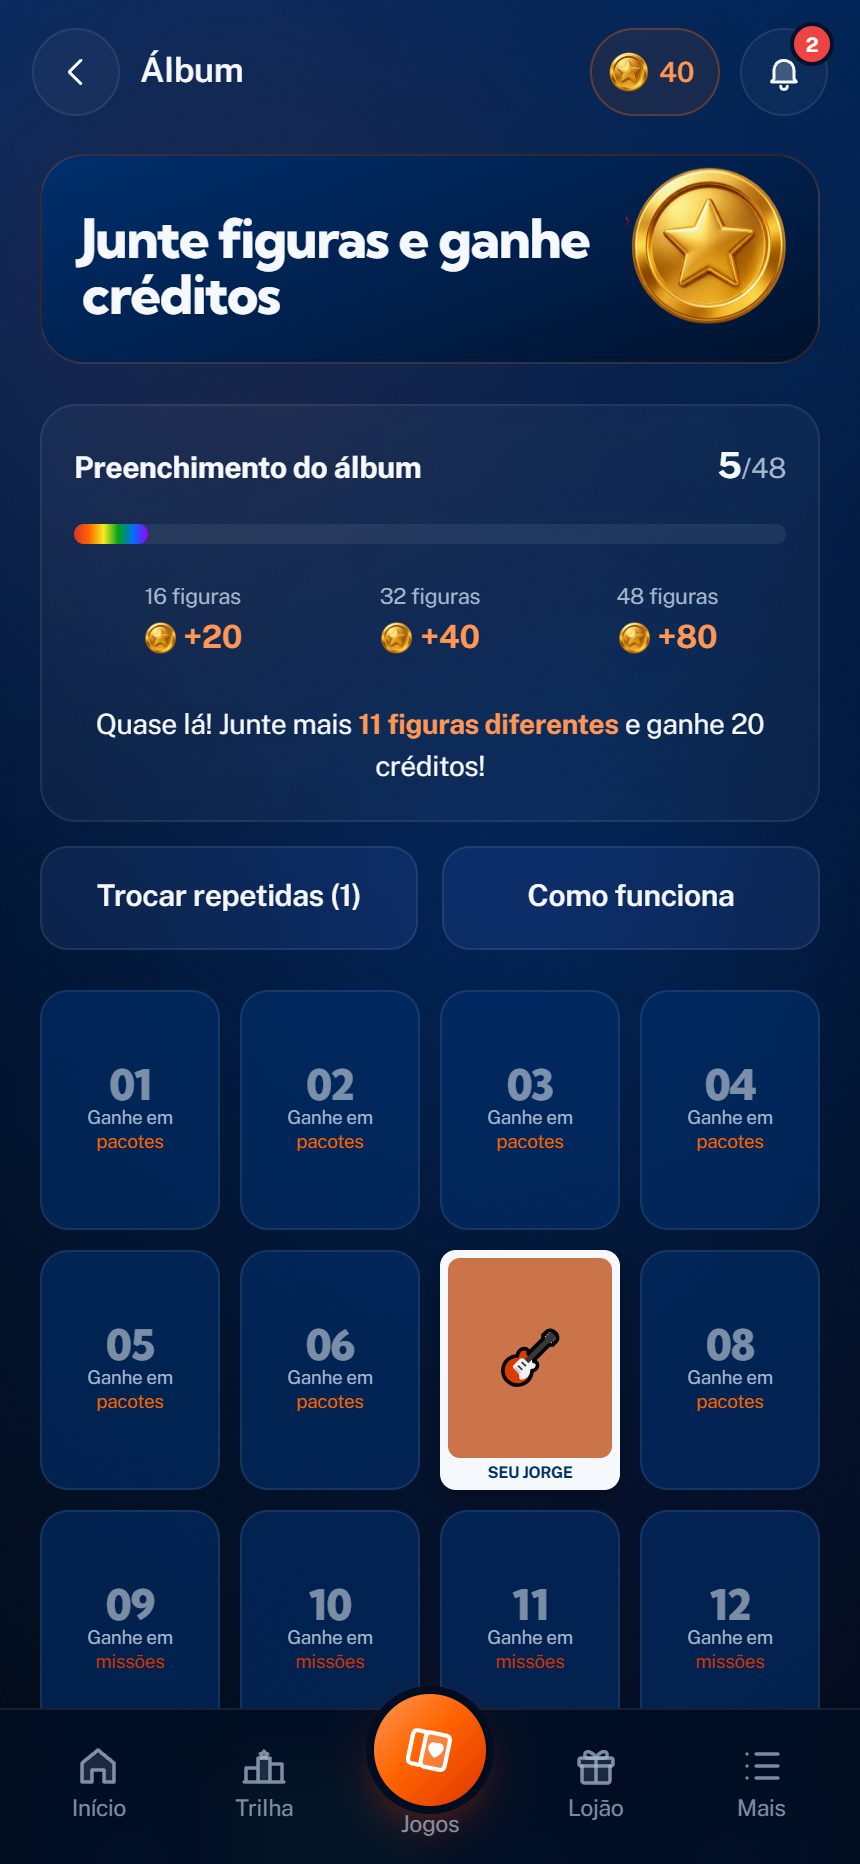 Álbum
40
2
Junte figuras e ganhe
créditos
Preenchimento do álbum
5/48
16 figuras
32 figuras
48 figuras
+20
+40
+80
Quase lá! Junte mais 11 figuras diferentes e ganhe 20
créditos!
Trocar repetidas (1)
Como funciona
01
Ganhe em
pacotes
02
Ganhe em
pacotes
03
Ganhe em
pacotes
04
Ganhe em
pacotes
05
Ganhe em
pacotes
06
Ganhe em
pacotes
SEU JORGE
08
Ganhe em
pacotes
09
Ganhe em
missões
10
Ganhe em
missões
11
Ganhe em
missões
12
Ganhe em
missões
Início
Trilha
Jogos
Lojão
Mais